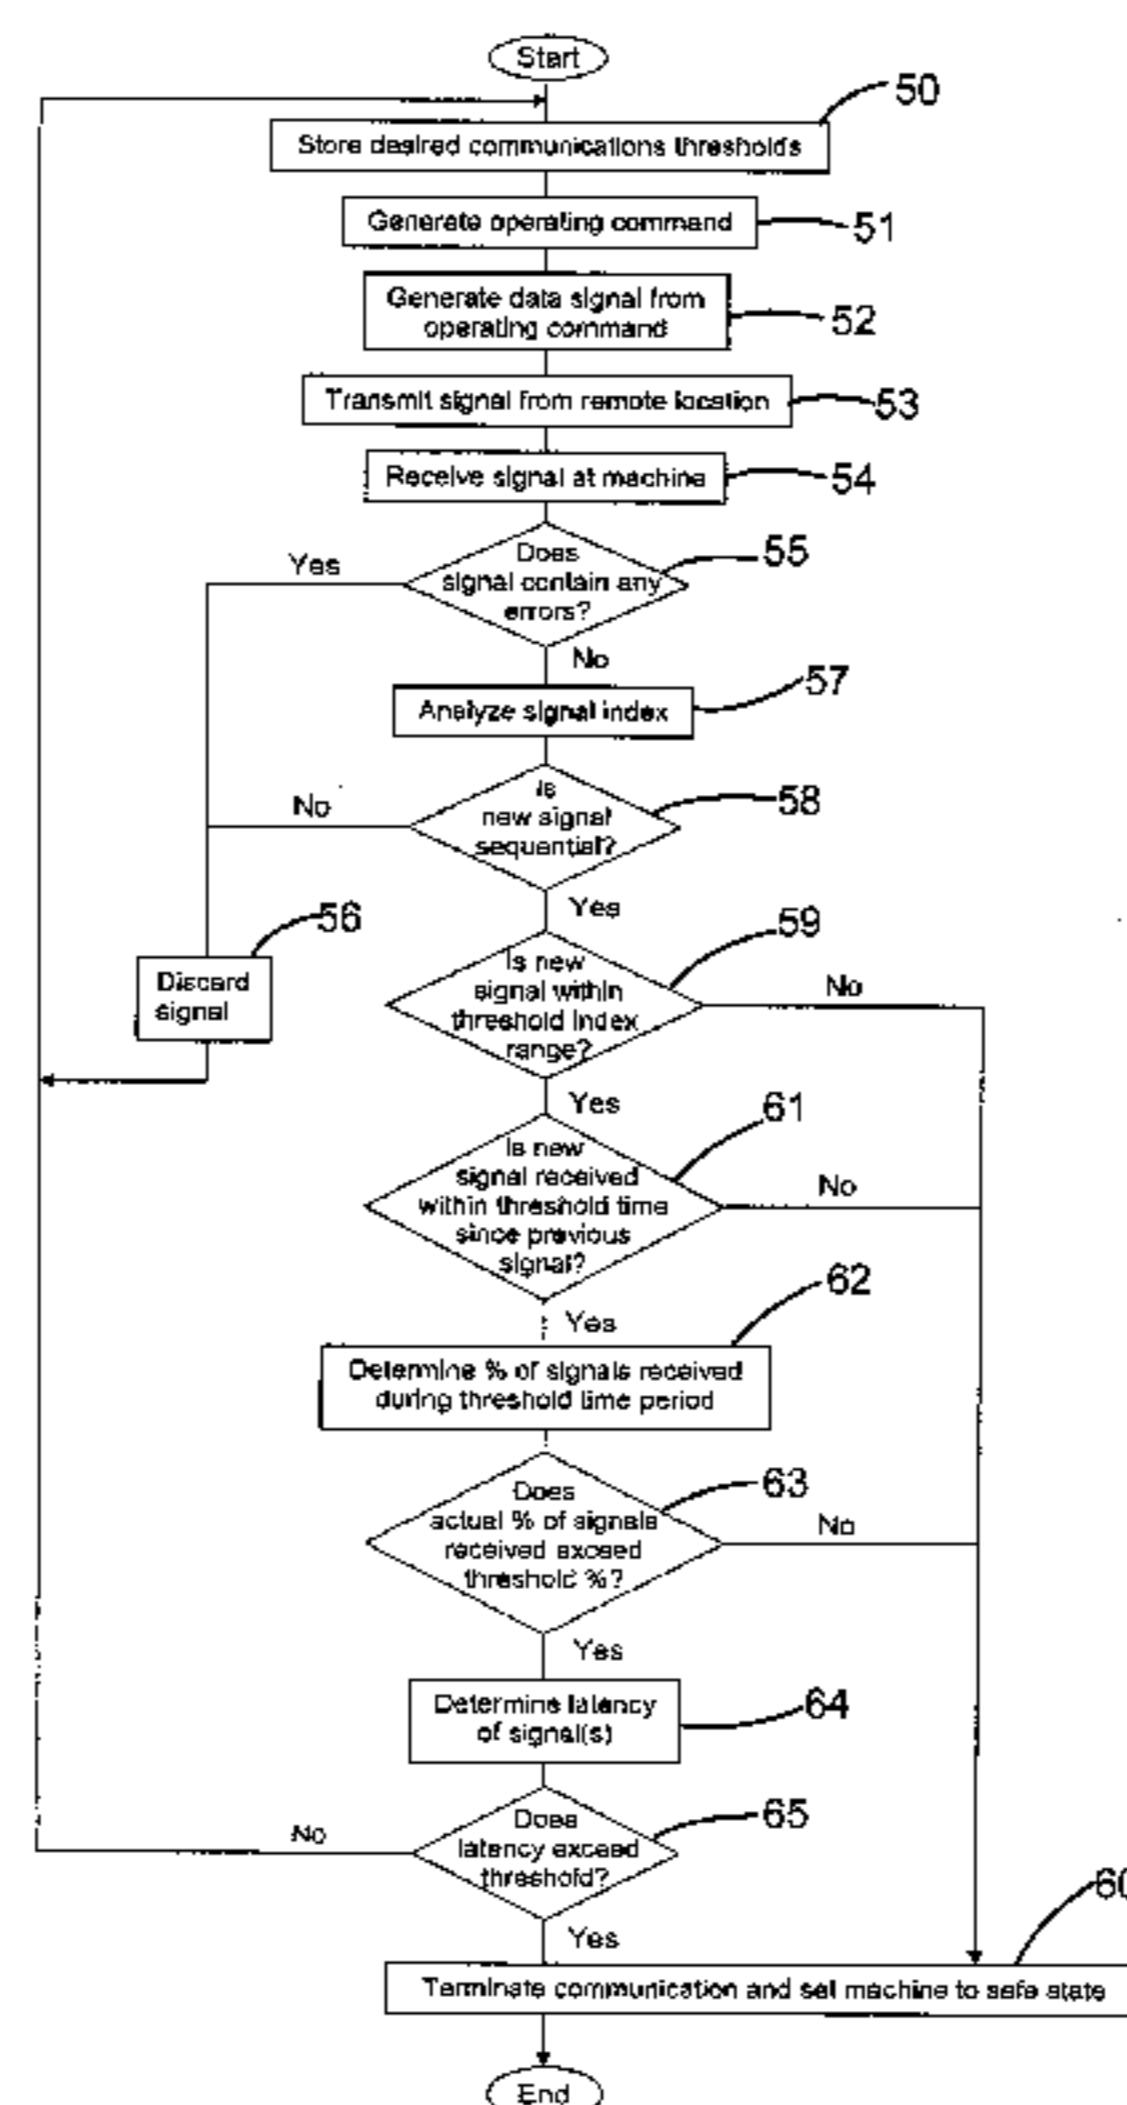 Start
50
Store desired communications thresholds
Generate operating command
51
Generate data signal from
operating command
52
Transmit signal from remote location
53
Receive signal at machine
54
Does
signal contain any
errors?
55
Yes
No
Analyze signal index
57
Is
new signal
sequential?
58
No
Yes
56
Discard
signal
Is new
signal within
threshold index
range?
59
No
Yes
61
Is new
signal received
within threshold time
since previous
signal?
No
Yes
62
Determine % of signals received
during threshold time period
Does
actual % of signals
received exceed
threshold %?
63
No
Yes
Determine latency
of signal(s)
64
Does
latency exceed
threshold?
65
No
Yes
60
Terminate communication and set machine to safe state
End